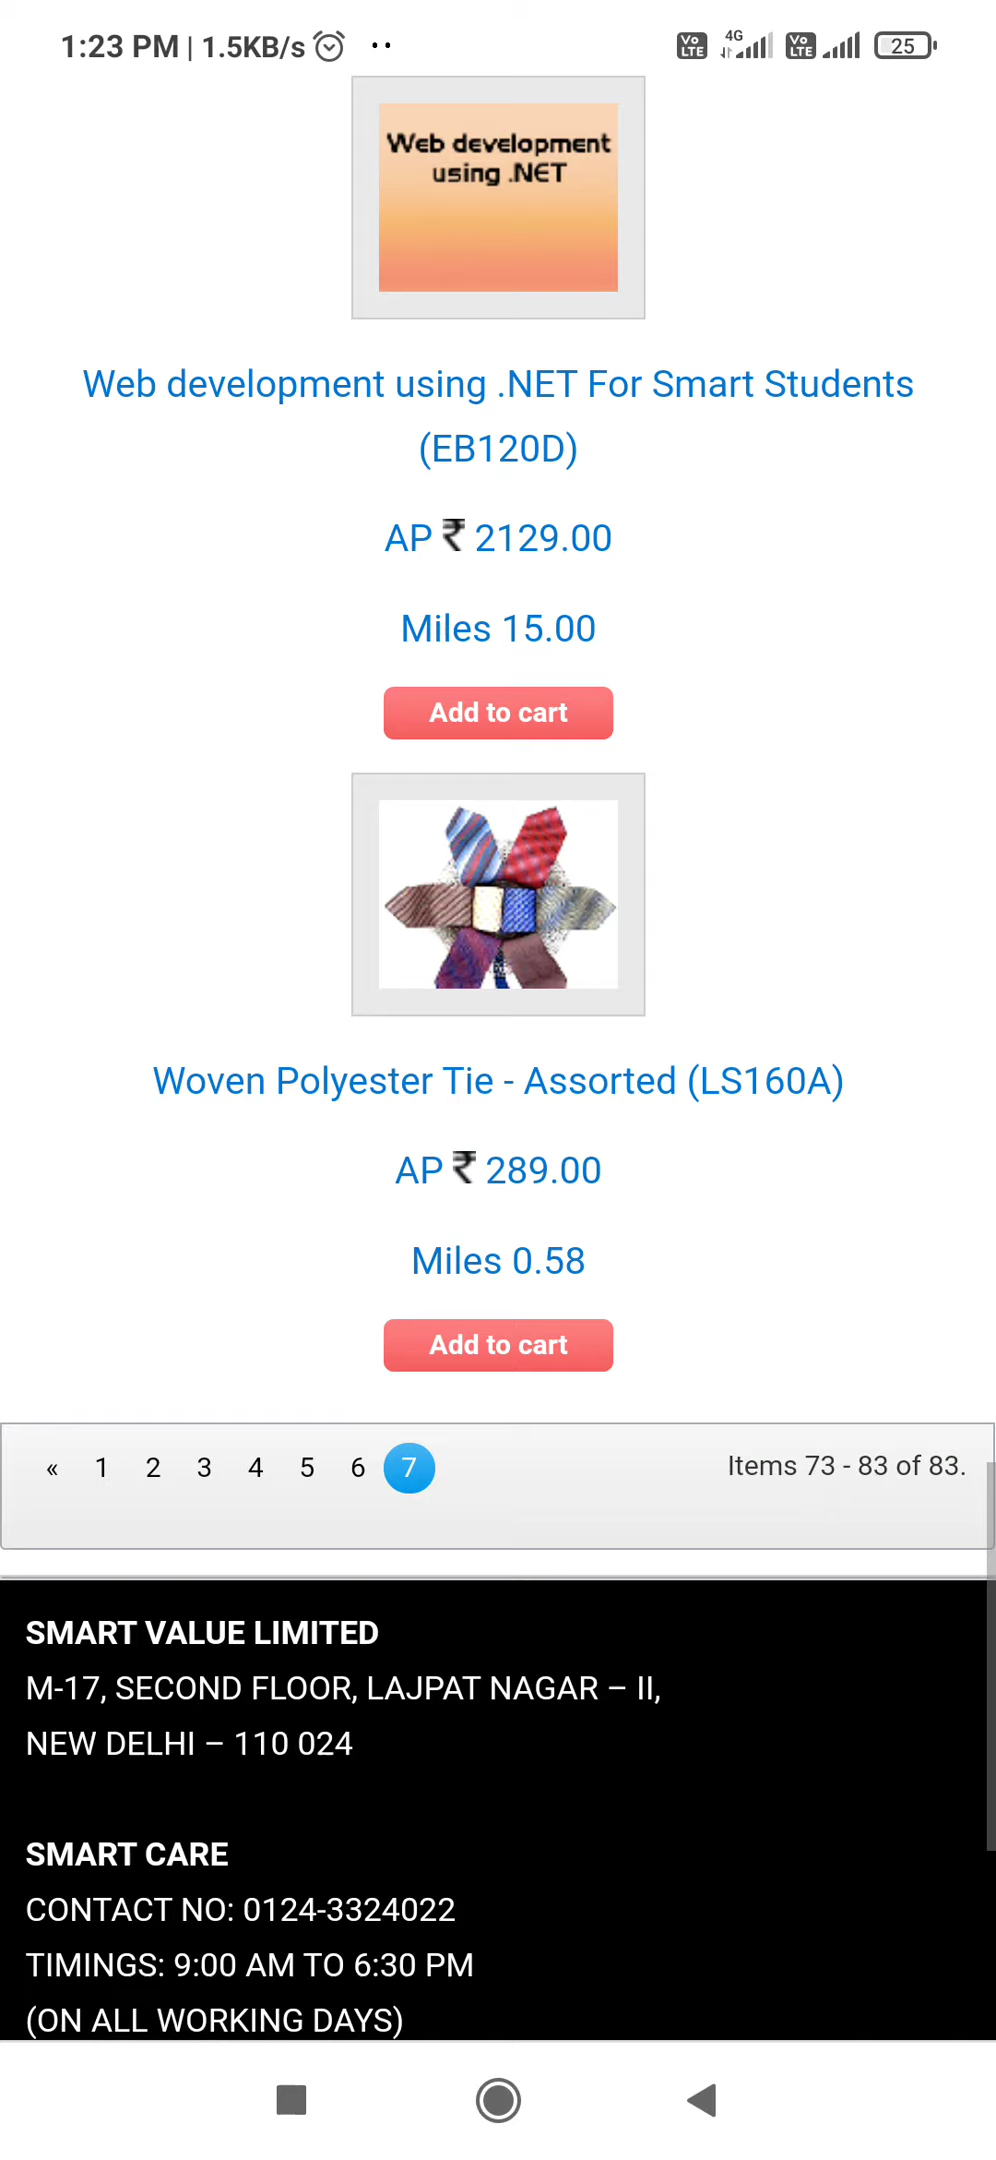 1:23 PM | 1.5KB/s
Vo LTE 4G Vo LTE 25
Web development
using .NET
Web development using .NET For Smart Students
(EB120D)
AP ₹ 2129.00
Miles 15.00
Add to cart
Woven Polyester Tie - Assorted (LS160A)
AP ₹ 289.00
Miles 0.58
Add to cart
« 1 2 3 4 5 6 7 Items 73 - 83 of 83.
SMART VALUE LIMITED
M-17, SECOND FLOOR, LAJPAT NAGAR – II,
NEW DELHI – 110 024
SMART CARE
CONTACT NO: 0124-3324022
TIMINGS: 9:00 AM TO 6:30 PM
(ON ALL WORKING DAYS)